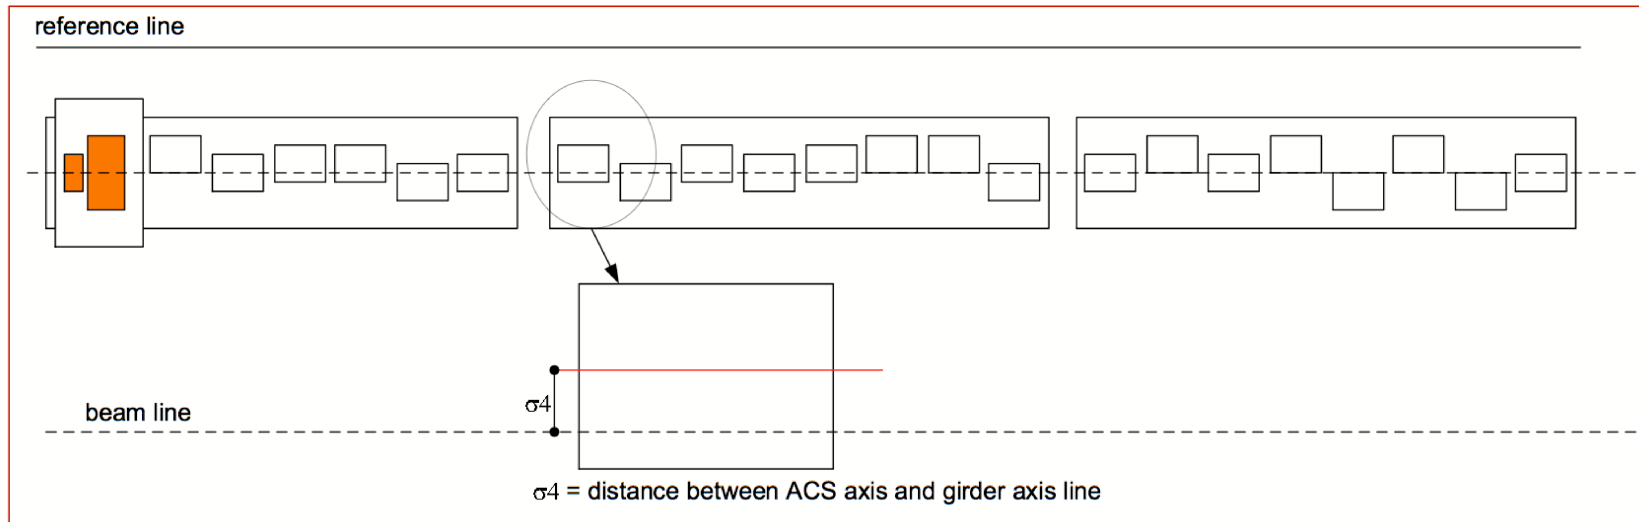 reference line
σ4
beam line
σ4 = distance between ACS axis and girder axis line